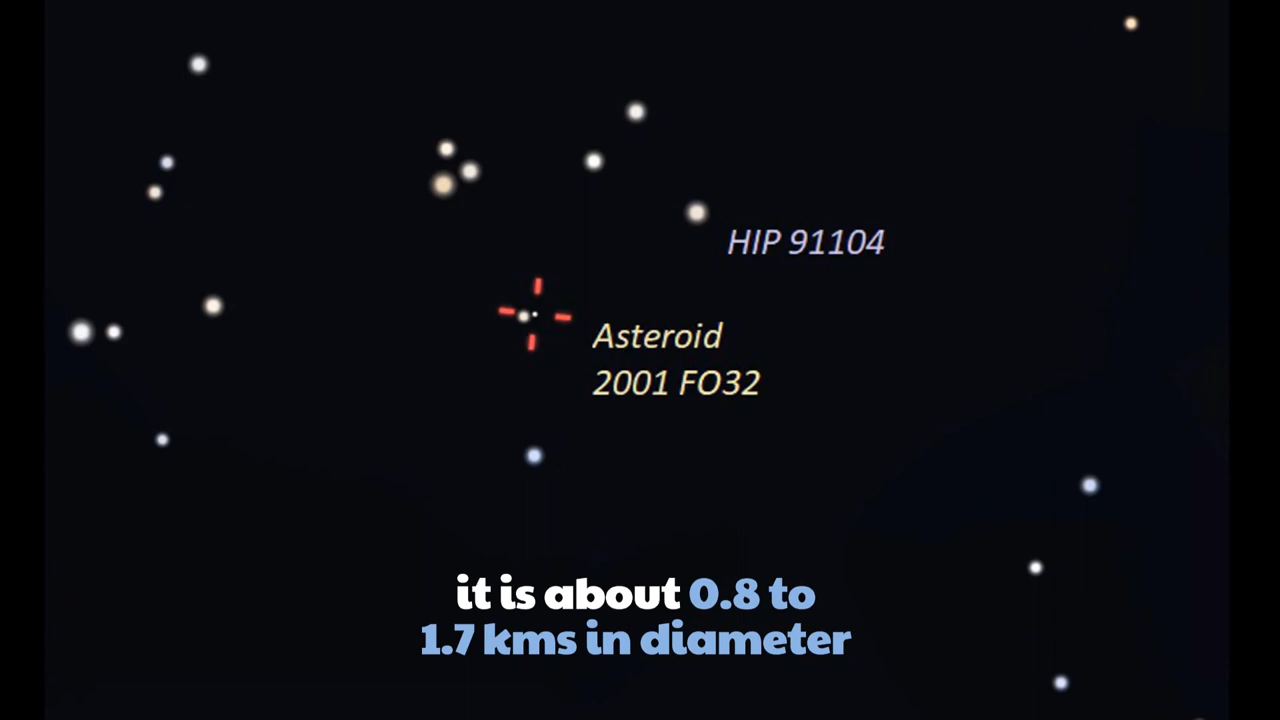 HIP 91104
Asteroid
2001 FO32
it is about 0.8 to
1.7 kms in diameter